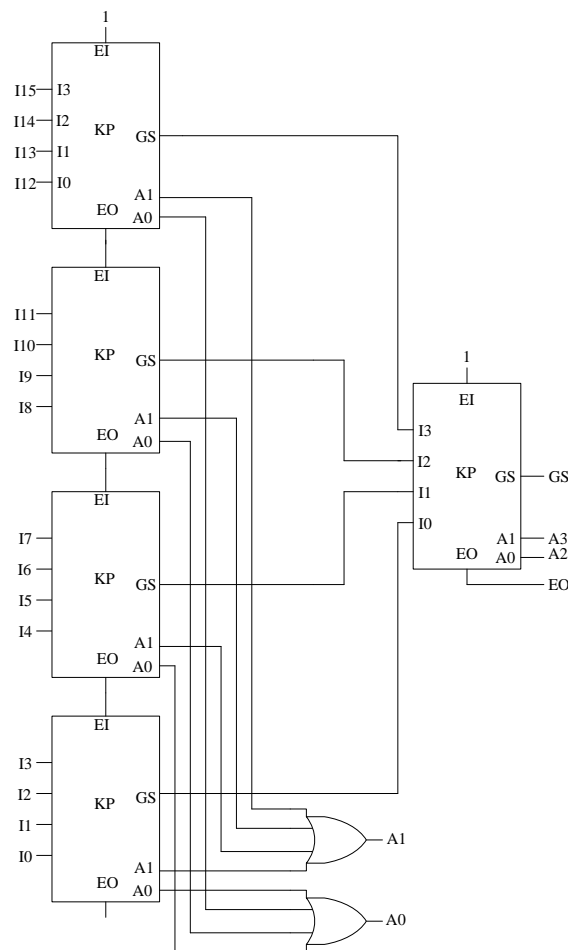 1
EI
I15 I3
I14 I2
KP GS
I13 I1
I12 I0
A1
EO A0
EI
I11
I10 KP GS
I9
I8
A1
EO A0
1
EI
I3
I2
KP GS GS
I1
I0
A1 A3
EO A0 A2
EO
EI
I7
I6
KP GS
I5
I4
A1
EO A0
EI
I3
I2 KP GS
I1
I0
A1
EO A0
A1
A0